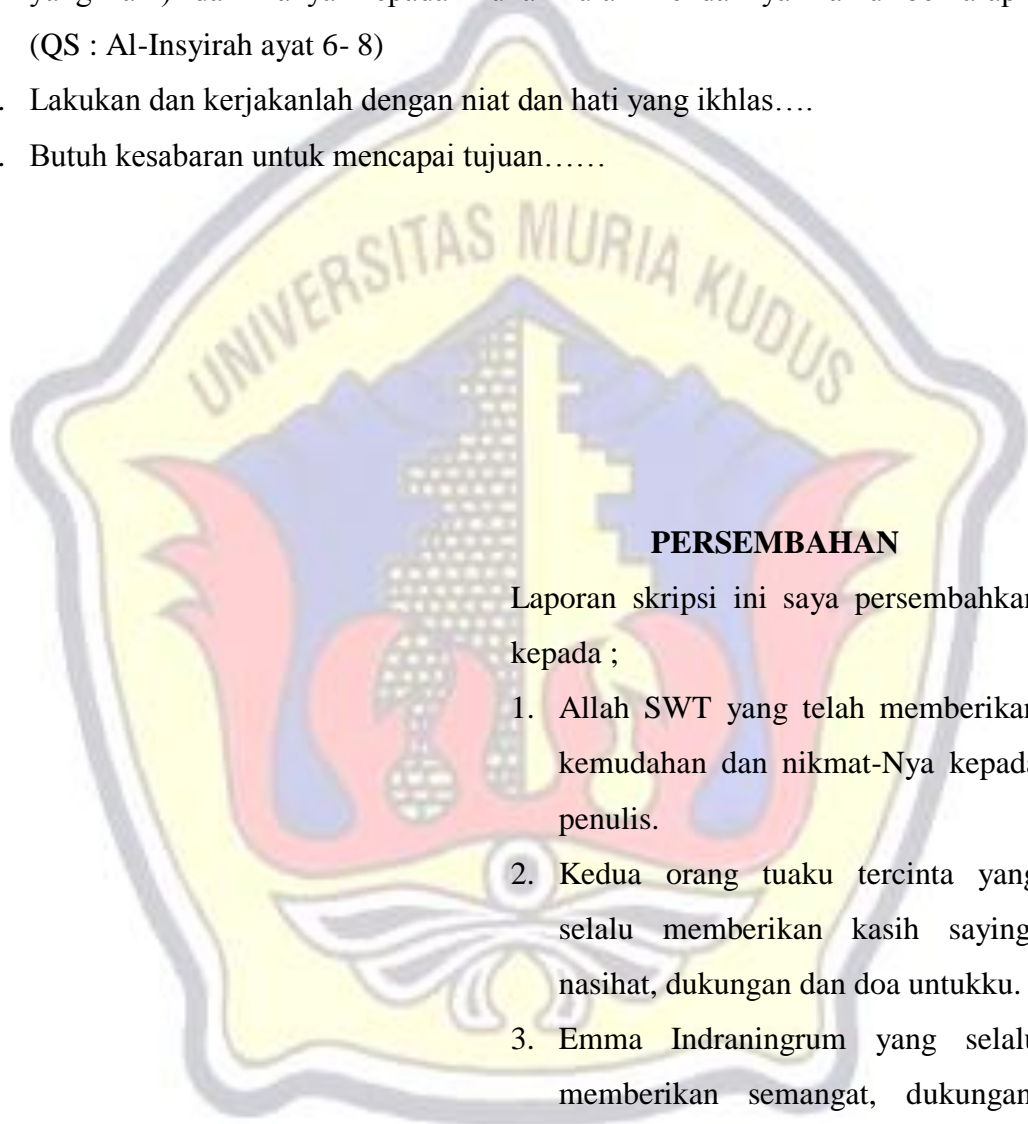 (QS : Al-Insyirah ayat 6- 8)
. Lakukan dan kerjakanlah dengan niat dan hati yang ikhlas….
. Butuh kesabaran untuk mencapai tujuan……
UNIVERSITAS MURIA KUDUS
PERSEMBAHAN
Laporan skripsi ini saya persembahkan
kepada ;
1. Allah SWT yang telah memberikan
kemudahan dan nikmat-Nya kepada
penulis.
2. Kedua orang tuaku tercinta yang
selalu memberikan kasih saying
nasihat, dukungan dan doa untukku.
3. Emma Indraningrum yang selalu
memberikan semangat, dukungan